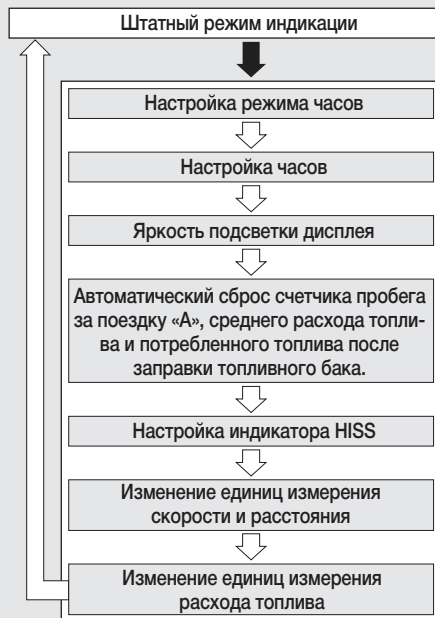 Штатный режим индикации
Настройка режима часов
Настройка часов
Яркость подсветки дисплея
Автоматический сброс счетчика пробега
за поездку «А», среднего расхода топли-
ва и потребленного топлива после
заправки топливного бака.
Настройка индикатора HISS
Изменение единиц измерения
скорости и расстояния
Изменение единиц измерения
расхода топлива